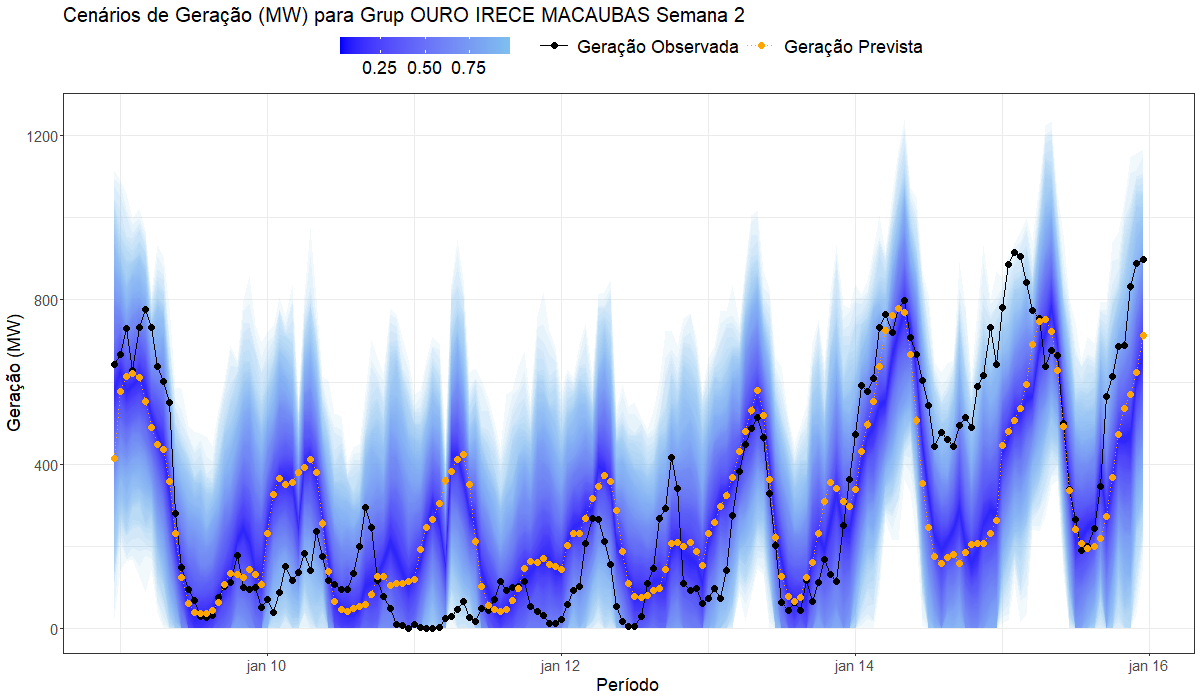 Cenários de Geração (MW) para Grup OURO IRECE MACAUBAS Semana 2
0.25 0.50 0.75
Geração Observada
Geração Prevista
Geração (MW)
1200
800
400
0
jan 10 jan 12 jan 14 jan 16
Período